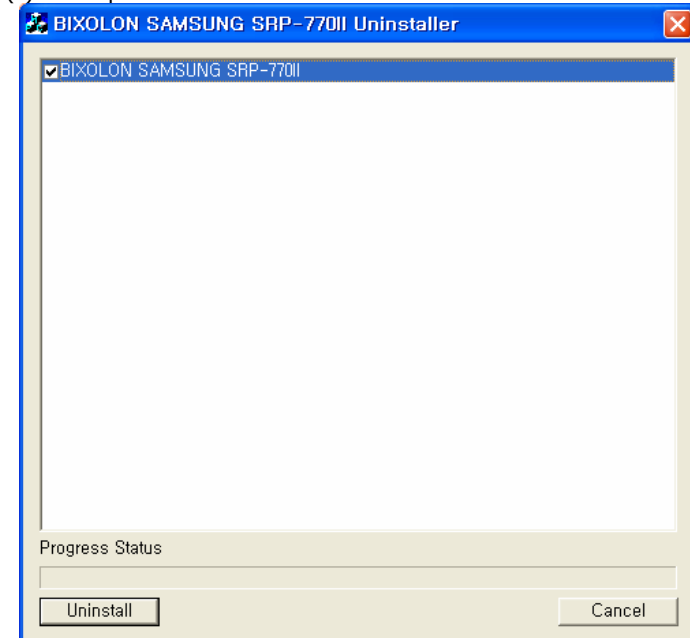 BIXOLON SAMSUNG SRP-770II Uninstaller
BIXOLON SAMSUNG SRP-770II
Progress Status
Uninstall
Cancel